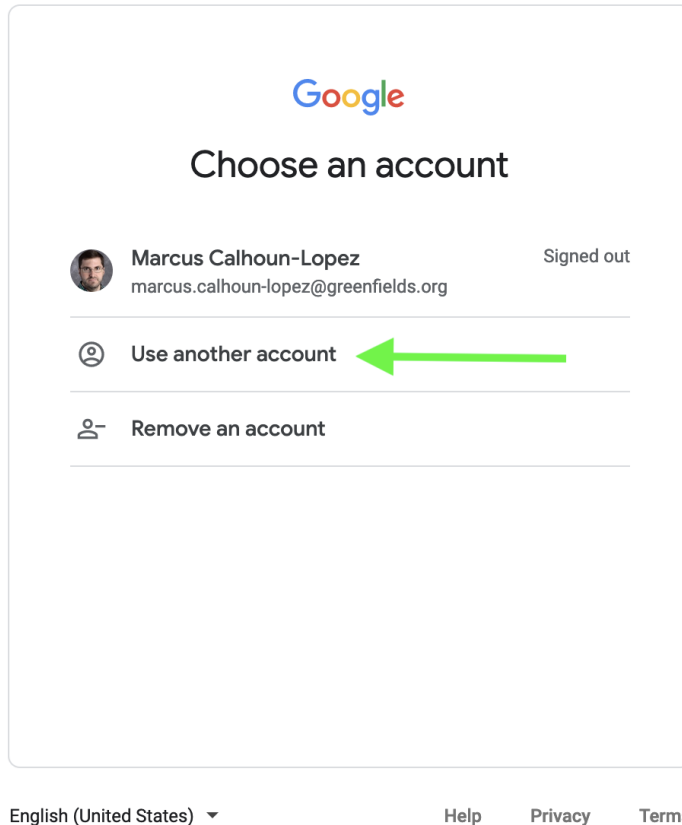 Google
Choose an account
Marcus Calhoun-Lopez
Signed out
marcus.calhoun-lopez@greenfields.org
Use another account
Remove an account
English (United States)
Help
Privacy
Term